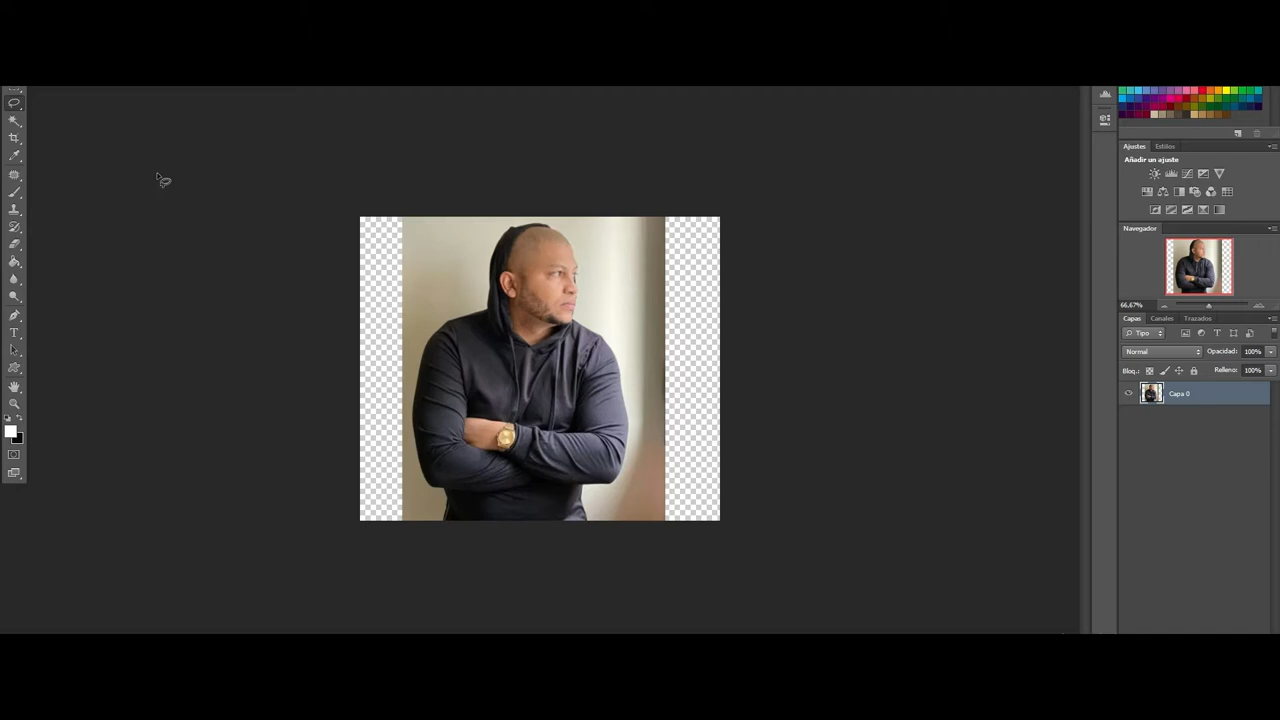 Ajustes Estilos
Añadir un ajuste
Navegador
66,67%
Capas Canales Trazados
Tipo
Normal Opacidad: 100%
Bloq.: Relleno: 100%
Capa 0